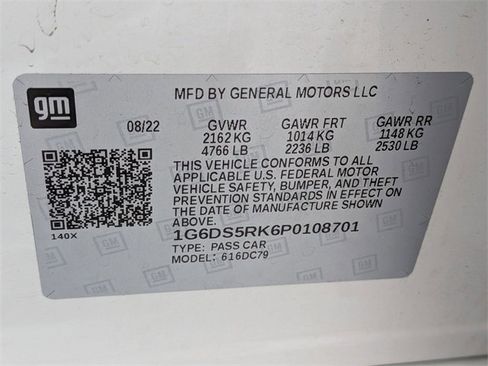 gm
MFD BY GENERAL MOTORS LLC
08/22 GVWR GAWR FRT GAWR RR
2162 KG 1014 KG 1148 KG
4766 LB 2236 LB 2530 LB
THIS VEHICLE CONFORMS TO ALL
APPLICABLE U.S. FEDERAL MOTOR
VEHICLE SAFETY, BUMPER, AND THEFT
PREVENTION STANDARDS IN EFFECT ON
THE DATE OF MANUFACTURE SHOWN
ABOVE.
140X 1G6DS5RK6P0108701
TYPE: PASS CAR
MODEL: 616DC79